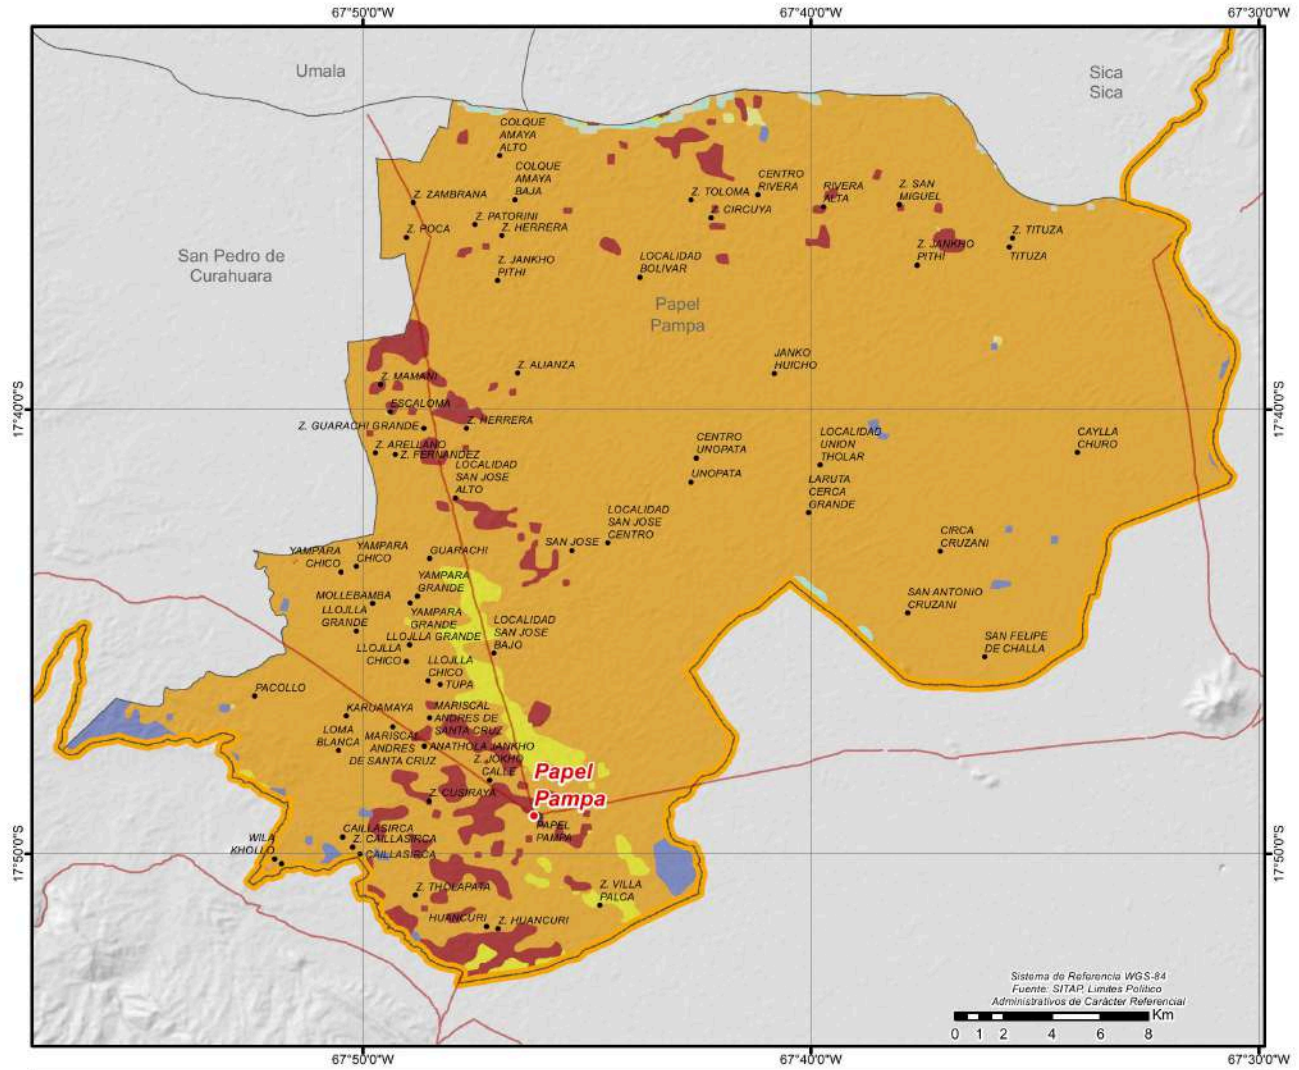 67°50'0"W
67°40'0"W
67°30'0"W
Umala
Sica
Sica
COLQUE
AMAYA
ALTO
COLQUE
AMAYA
BAJA
Z. ZAMBRANA
Z. PATORINI
Z. HERRERA
Z. POCA
Z. TOLOMA
CENTRO
RIVERA
Z. CIRCUYA
RIVERA
ALTA
Z. SAN
MIGUEL
Z. TITUZA
TITUZA
Z. JANKHO
PITHI
San Pedro de
Curahuara
Z. JANKHO
PITHI
LOCALIDAD
BOLIVAR
Papel
Pampa
JANKO
HUICHO
Z. ALIANZA
Z. MAMANI
17°40'0"S
17°40'0"S
ESCALOMA
Z. GUARACHI GRANDE
Z. HERRERA
Z. ARELLANO
Z. FERNANDEZ
LOCALIDAD
SAN JOSE
ALTO
CENTRO
UNOPATA
UNOPATA
LOCALIDAD
UNION
THOLAR
LARUTA
CERCA
GRANDE
CAYLLA
CHURO
LOCALIDAD
SAN JOSE
CENTRO
SAN JOSE
CIRCA
CRUZANI
YAMPARA
CHICO
YAMPARA
CHICO
GUARACHI
YAMPARA
GRANDE
MOLLEBAMBA
YAMPARA
GRANDE
LLOJLLA
GRANDE
LLOJLLA GRANDE
LOCALIDAD
SAN JOSE
BAJO
SAN ANTONIO
CRUZANI
SAN FELIPE
DE CHALLA
LLOJLLA
CHICO
LLOJLLA
CHICO
TUPA
PACOLLO
KARUAMAYA
MARISCAL
ANDRES DE
SANTA CRUZ
LOMA
BLANCA
MARISCAL
ANDRES
DE SANTA CRUZ
ANATHOLA JANKHO
Z. JOKHO
CALLE
Papel
Pampa
Z. CUSIRAYA
PAPEL
PAMPA
CAILLASIRCA
Z. CAILLASIRCA
CAILLASIRCA
WILA
KHOLLO
17°50'0"S
17°50'0"S
Z. THOLAPATA
Z. VILLA
PALCA
HUANCURI
Z. HUANCURI
Sistema de Referencia WGS-84
Fuente: SITAP, Limites Político
Administrativos de Carácter Referencial
Km
0 1 2 4 6 8
67°50'0"W
67°40'0"W
67°30'0"W